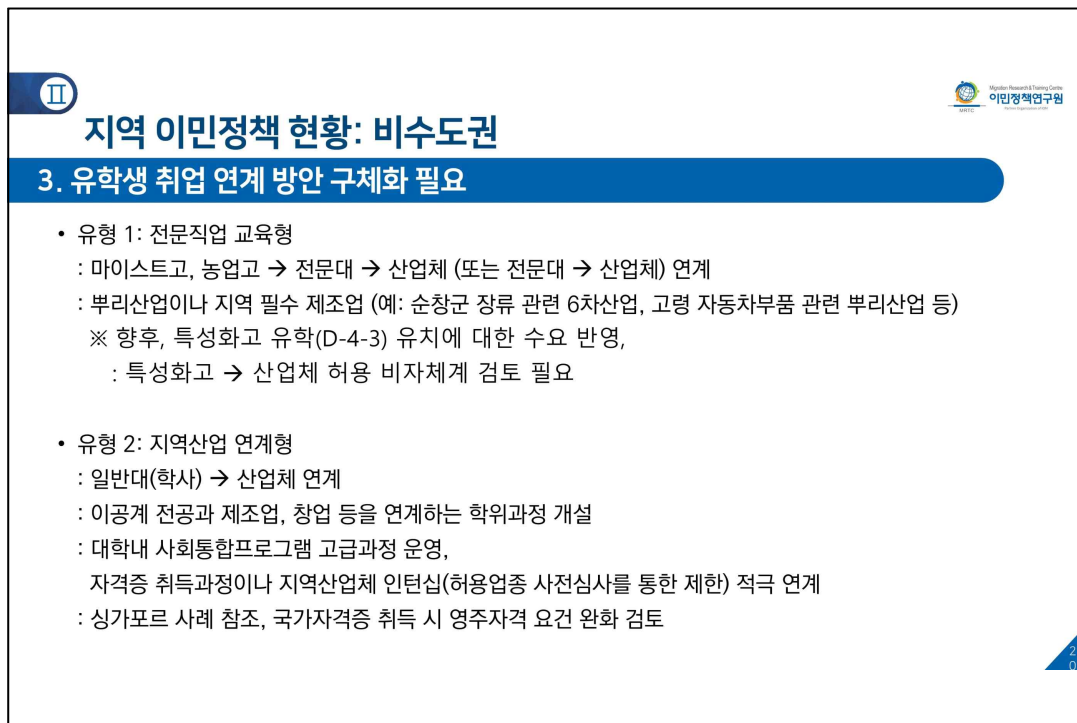 Ⅱ
Migration Research & Training Centre
이민정책연구원
MRTC
지역 이민정책 현황: 비수도권
3. 유학생 취업 연계 방안 구체화 필요
• 유형 1: 전문직업 교육형
: 마이스트고, 농업고 → 전문대 → 산업체 (또는 전문대 → 산업체) 연계
: 뿌리산업이나 지역 필수 제조업 (예: 순창군 장류 관련 6차산업, 고령 자동차부품 관련 뿌리산업 등)
※ 향후, 특성화고 유학(D-4-3) 유치에 대한 수요 반영,
: 특성화고 → 산업체 허용 비자체계 검토 필요
• 유형 2: 지역산업 연계형
: 일반대(학사) → 산업체 연계
: 이공계 전공과 제조업, 창업 등을 연계하는 학위과정 개설
: 대학내 사회통합프로그램 고급과정 운영,
자격증 취득과정이나 지역산업체 인턴십(허용업종 사전심사를 통한 제한) 적극 연계
: 싱가포르 사례 참조, 국가자격증 취득 시 영주자격 요건 완화 검토
2
0